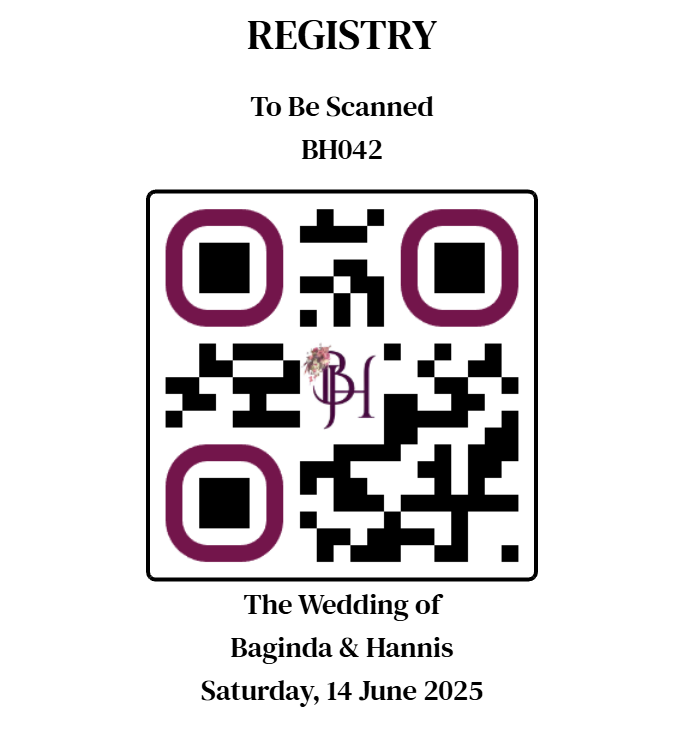 REGISTRY
To Be Scanned
BH042
BH
The Wedding of
Baginda & Hannis
Saturday, 14 June 2025